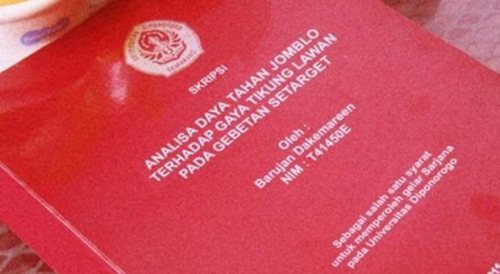 SKRIPSI
ANALISA DAYA TAHAN JOMBLO
TERHADAP GAYA TIKUNG LAWAN
PADA GEBETAN SETARGET
Oleh :
Barujan Dakemareen
NIM : T41450E
Sebagai salah satu syarat
untuk memperoleh gelar Sarjana
pada Universitas Diponorogo